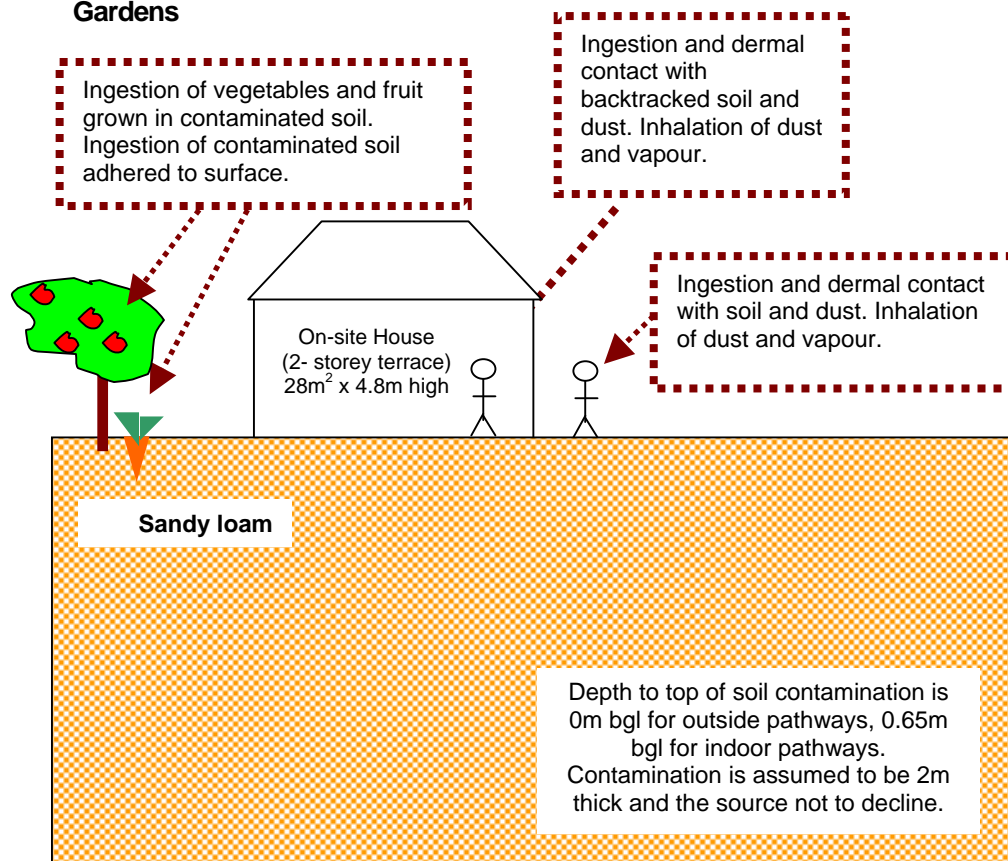 Gardens
Ingestion of vegetables and fruit
grown in contaminated soil.
Ingestion of contaminated soil
adhered to surface.
Ingestion and dermal
contact with
backtracked soil and
dust. Inhalation of dust
and vapour.
Ingestion and dermal contact
with soil and dust. Inhalation
of dust and vapour.
On-site House
(2- storey terrace)
28m² x 4.8m high
Sandy loam
Depth to top of soil contamination is
0m bgl for outside pathways, 0.65m
bgl for indoor pathways.
Contamination is assumed to be 2m
thick and the source not to decline.